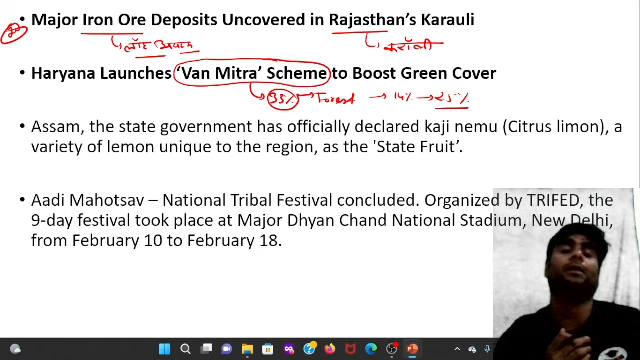 • Major Iron Ore Deposits Uncovered in Rajasthan's Karauli
लौह अयस्क करौली
• Haryana Launches ‘Van Mitra’ Scheme to Boost Green Cover
33% → Forest → 14% → 25%
• Assam, the state government has officially declared kaji nemu (Citrus limon), a
variety of lemon unique to the region, as the 'State Fruit'.
• Aadi Mahotsav – National Tribal Festival concluded. Organized by TRIFED, the
9-day festival took place at Major Dhyan Chand National Stadium, New Delhi,
from February 10 to February 18.